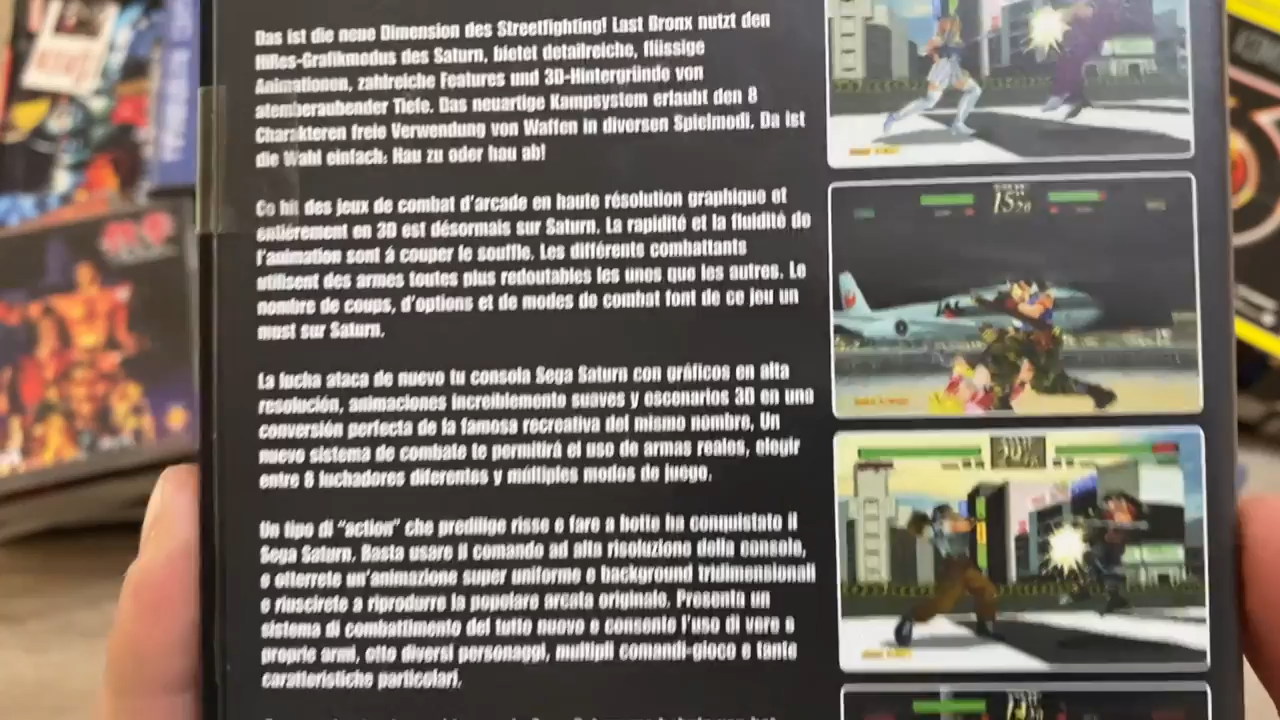 Das ist die neue Dimension des Streetfighting! Last Bronx nutzt den
HiRes-Grafikmodus des Saturn, bietet detailreiche, flüssige
Animationen, zahlreiche Features und 3D-Hintergründe von
atemberaubender Tiefe. Das neuartige Kampsystem erlaubt den 8
Charakteren freie Verwendung von Waffen in diversen Spielmodi. Da ist
die Wahl einfach: Hau zu oder hau ab!
Ce hit des jeux de combat d'arcade en haute résolution graphique et
entiérement en 3D est désormais sur Saturn. La rapidité et la fluidité de
l'animation sont á couper le souffle. Les différents combattants
utilisent des armes toutes plus redoutables les unes que les autres. Le
nombre de coups, d'options et de modes de combat font de ce jeu un
must sur Saturn.
La lucha ataca de nuevo tu consola Sega Saturn con gráficos en alta
resolución, animaciones increiblemente suaves y escenarios 3D en una
conversión perfecta de la famosa recreativa del mismo nombre. Un
nuevo sistema de combate te permitirá el uso de armas reales, elegir
entre 8 luchadores diferentes y múltiples modos de juego.
Un tipo di "action" che predilige risse e fare a botte ha conquistato il
Sega Saturn. Basta usare il comando ad alta risoluzione della console,
e otterrete un'animazione super uniforme e background tridimensionali
e riuscirete a riprodurre la popolare arcata originale. Presenta un
sistema di combattimento del tutto nuovo e consente l'uso di vere e
proprie armi, otto diversi personaggi, multipli comandi-gioco e tante
caratteristiche particolari.